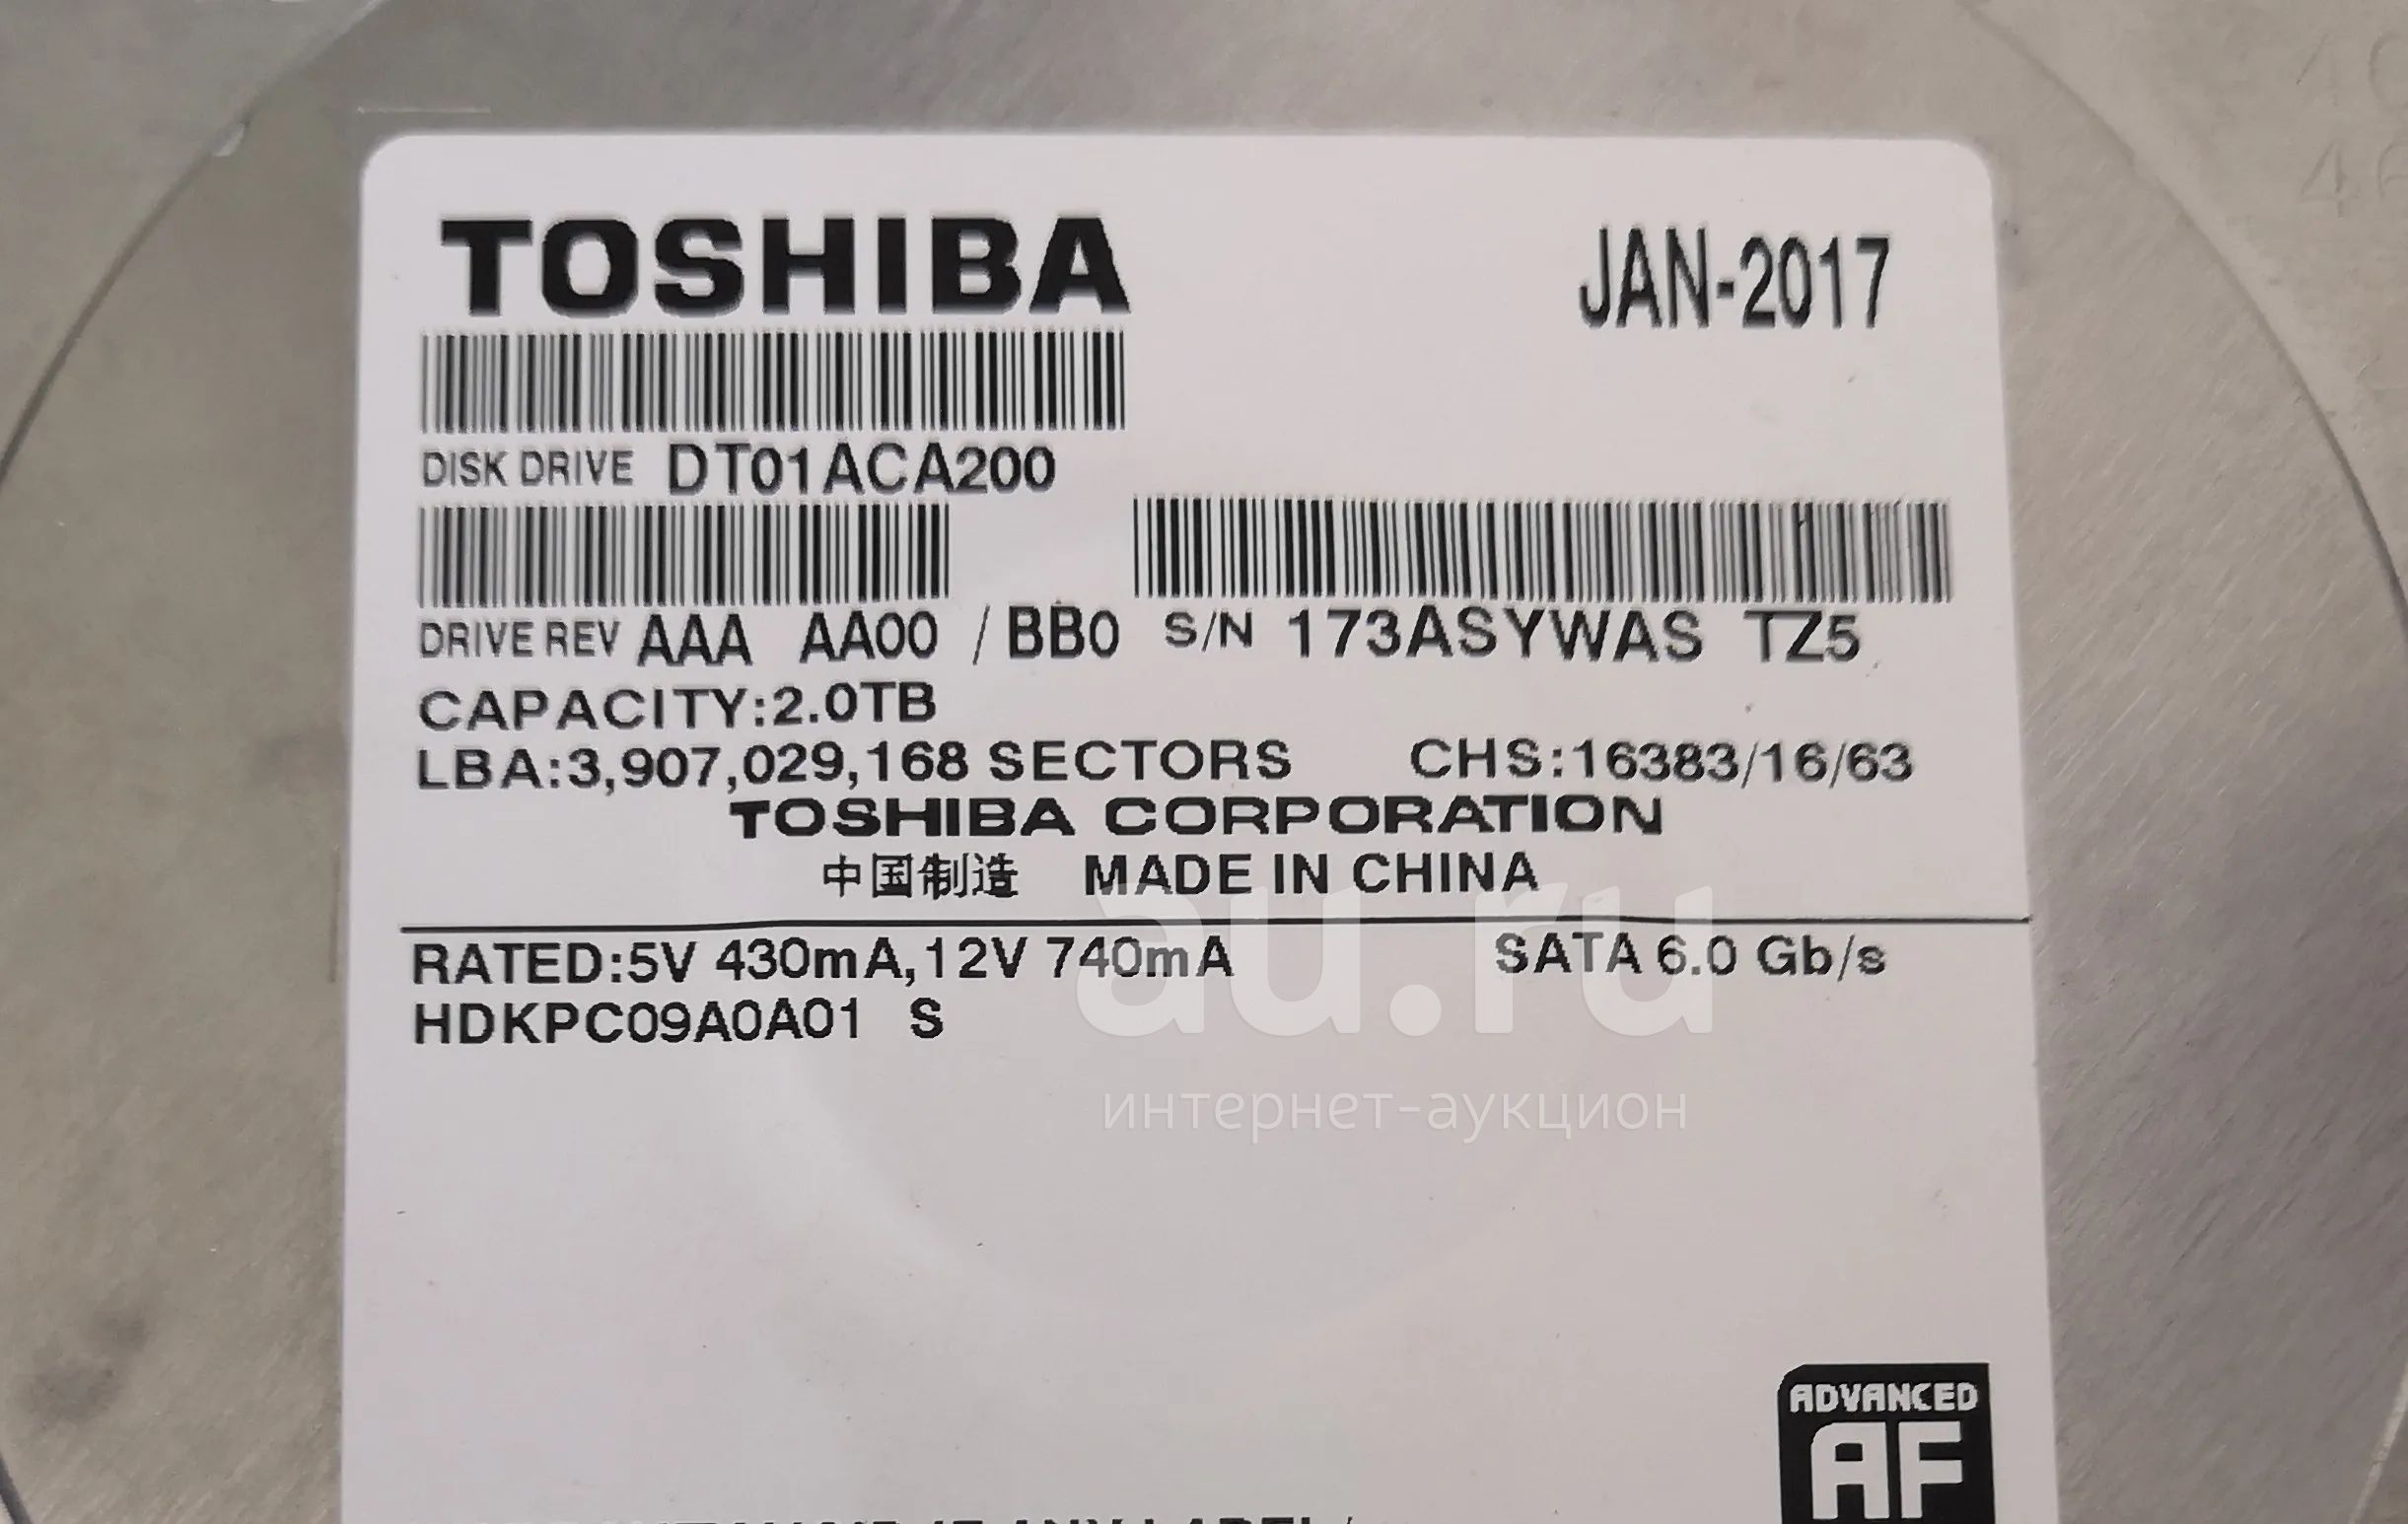 TOSHIBA
JAN-2017
DISK DRIVE DT01ACA200
DRIVE REV AAA AA00 / BB0 S/N 173ASYWAS TZ5
CAPACITY:2.0TB
LBA:3,907,029,168 SECTORS CHS:16383/16/63
TOSHIBA CORPORATION
中国制造 MADE IN CHINA
RATED:5V 430mA,12V 740mA SATA 6.0 Gb/s
HDKPC09A0A01 S
au.ru
интернет-аукцион
ADVANCED
AF